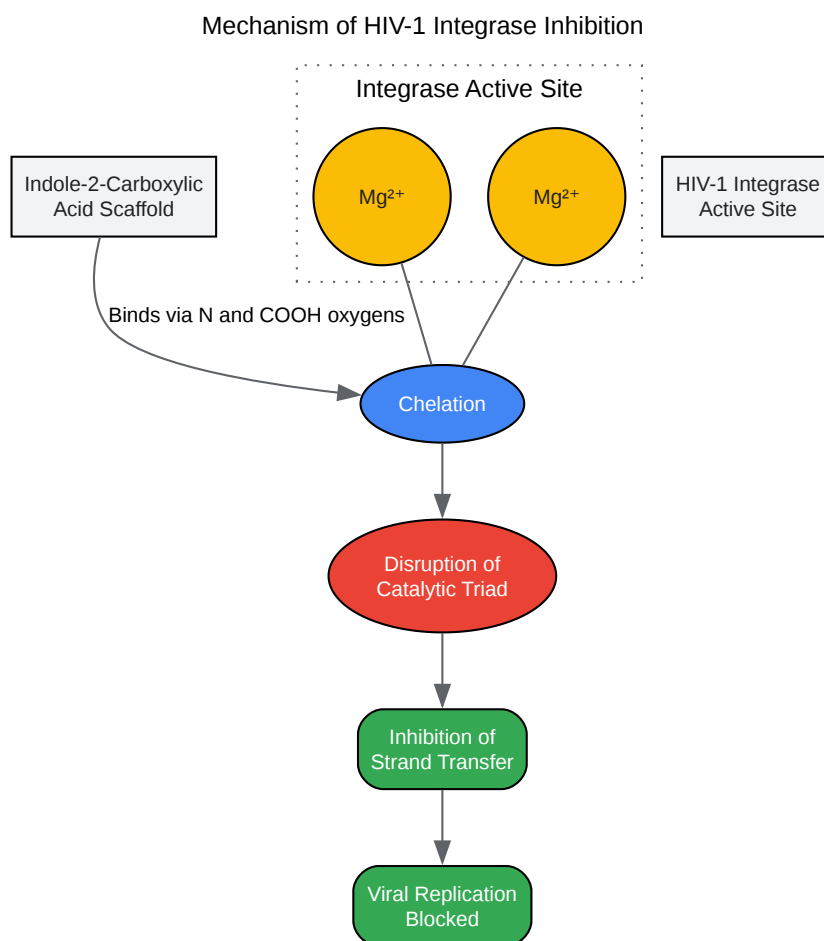 Mechanism of HIV-1 Integrase Inhibition
Integrase Active Site
Indole-2-Carboxylic
Acid Scaffold
Mg²⁺
Mg²⁺
HIV-1 Integrase
Active Site
Binds via N and COOH oxygens
Chelation
Disruption of
Catalytic Triad
Inhibition of
Strand Transfer
Viral Replication
Blocked